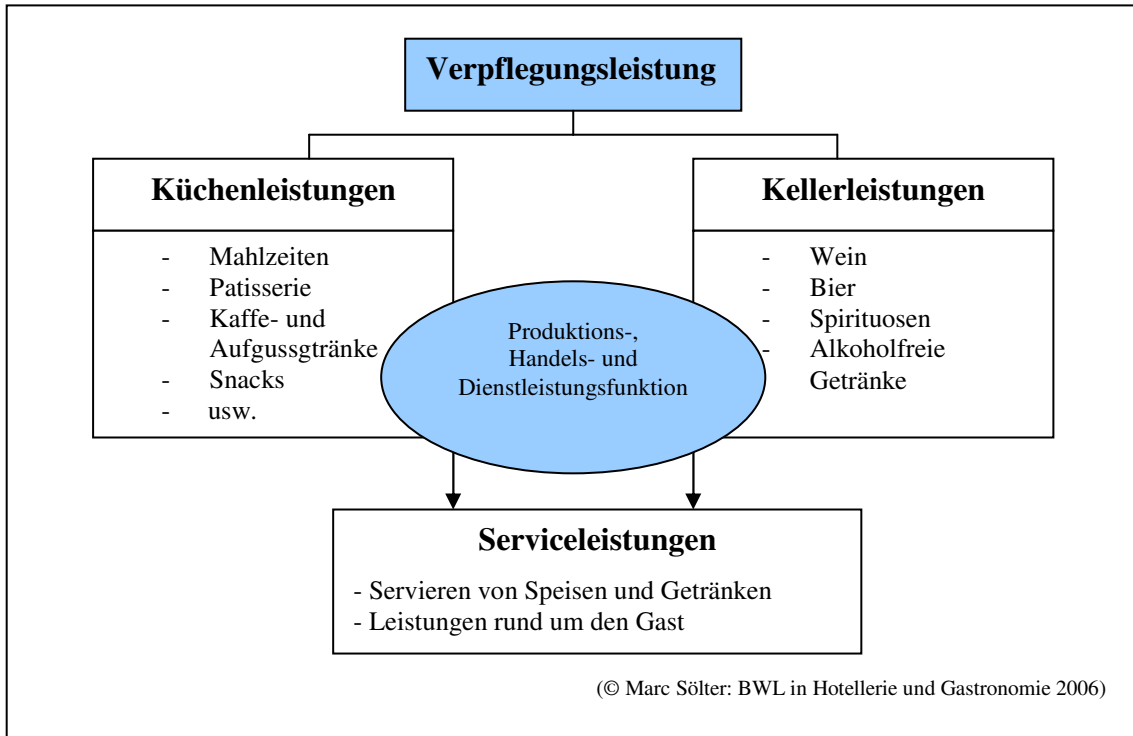 Verpflegungsleistung
Küchenleistungen
- Mahlzeiten
- Patisserie
- Kaffe- und
Aufgussgtränke
- Snacks
- usw.
Kellerleistungen
- Wein
- Bier
- Spirituosen
- Alkoholfreie
Getränke
Produktions-,
Handels- und
Dienstleistungsfunktion
Serviceleistungen
- Servieren von Speisen und Getränken
- Leistungen rund um den Gast
(© Marc Sölter: BWL in Hotellerie und Gastronomie 2006)